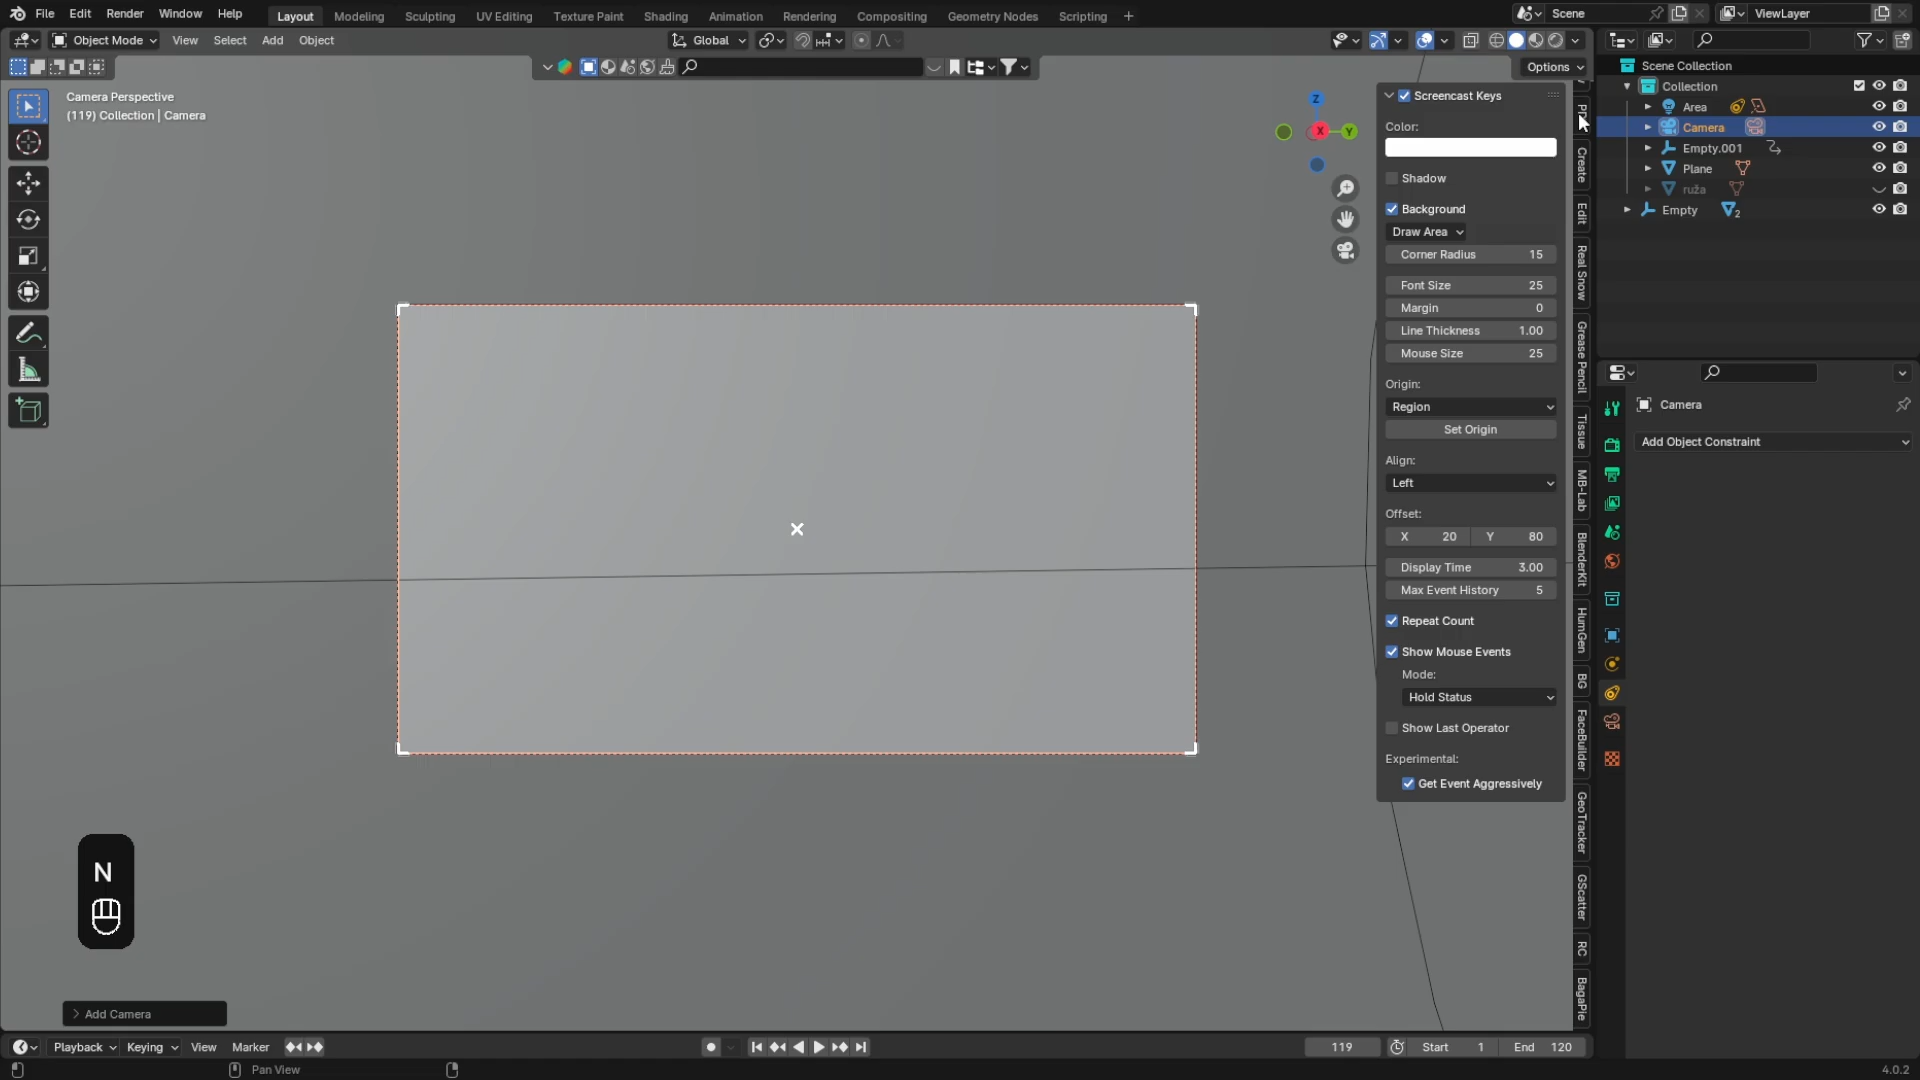 File Edit Render Window Help Layout Modeling Sculpting UV Editing Texture Paint Shading Animation Rendering Compositing Geometry Nodes Scripting + Scene ViewLayer
Object Mode View Select Add Object Global
Options
Camera Perspective
(119) Collection | Camera
Z
X
Y
Screencast Keys
Color:
Shadow
Background
Draw Area
Corner Radius 15
Font Size 25
Margin 0
Line Thickness 1.00
Mouse Size 25
Origin:
Region
Set Origin
Align:
Left
Offset:
X 20 Y 80
Display Time 3.00
Max Event History 5
Repeat Count
Show Mouse Events
Mode:
Hold Status
Show Last Operator
Experimental:
Get Event Aggressively
Create
Edit
Real Snow
Grease Pencil
Tissue
MB-Lab
BlenderKit
HumGen
BG
FaceBuilder
GeoTracker
GScatter
RC
BagaPie
Scene Collection
Collection
Area
Camera
Empty.001
Plane
ruža
Empty 2
Camera
Add Object Constraint
N
Add Camera
Playback Keying View Marker 119 Start 1 End 120
Pan View 4.0.2